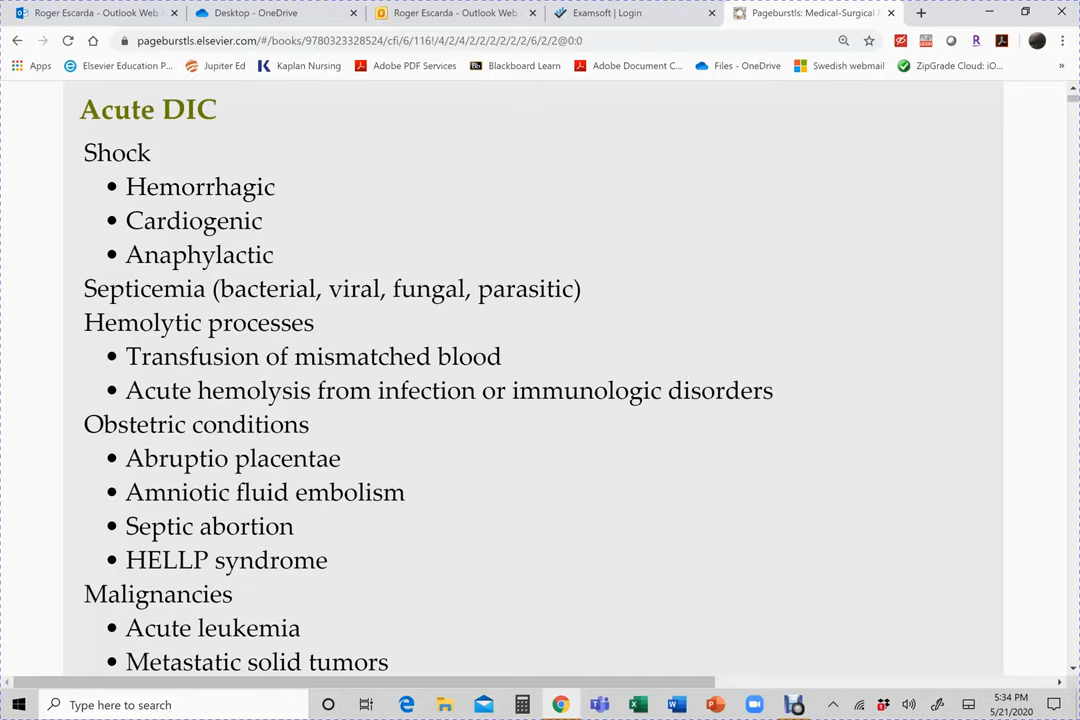 Roger Escarda - Outlook Web
Desktop - OneDrive
Roger Escarda - Outlook Web
Examsoft | Login
Pageburstls: Medical-Surgical
pageburstls.elsevier.com/#/books/9780323328524/cfi/6/116!/4/2/4/2/2/2/2/2/2/6/2/2@0:0
Apps
Elsevier Education P...
Jupiter Ed
Kaplan Nursing
Adobe PDF Services
Blackboard Learn
Adobe Document C...
Files - OneDrive
Swedish webmail
ZipGrade Cloud: iO...
»
Acute DIC
Shock
• Hemorrhagic
• Cardiogenic
• Anaphylactic
Septicemia (bacterial, viral, fungal, parasitic)
Hemolytic processes
• Transfusion of mismatched blood
• Acute hemolysis from infection or immunologic disorders
Obstetric conditions
• Abruptio placentae
• Amniotic fluid embolism
• Septic abortion
• HELLP syndrome
Malignancies
• Acute leukemia
• Metastatic solid tumors
Type here to search
5:34 PM
5/21/2020